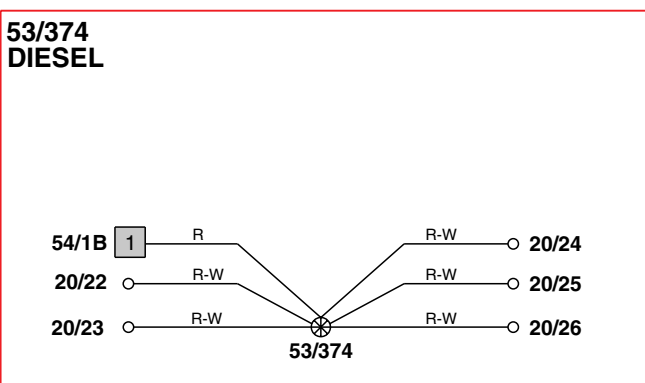 53/374
DIESEL
54/1B 1 R R-W 20/24
20/22 R-W R-W 20/25
20/23 R-W R-W 20/26
53/374